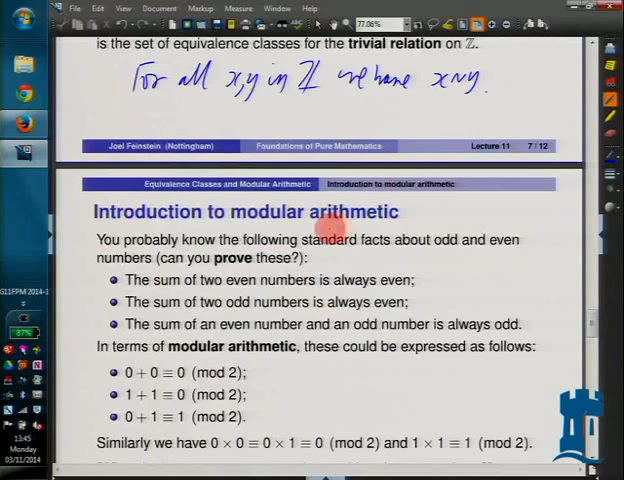 File Edit View Document Markup Window Help
77.06%
is the set of equivalence classes for the trivial relation on ℤ.
For all x,y in ℤ we have x~y.
Joel Feinstein (Nottingham) Foundations of Pure Mathematics Lecture 11 7 / 12
Equivalence Classes and Modular Arithmetic Introduction to modular arithmetic
Introduction to modular arithmetic
You probably know the following standard facts about odd and even
numbers (can you prove these?):
The sum of two even numbers is always even;
The sum of two odd numbers is always even;
The sum of an even number and an odd number is always odd.
In terms of modular arithmetic, these could be expressed as follows:
0 + 0 ≡ 0 (mod 2);
1 + 1 ≡ 0 (mod 2);
0 + 1 ≡ 1 (mod 2).
Similarly we have 0 × 0 ≡ 0 × 1 ≡ 0 (mod 2) and 1 × 1 ≡ 1 (mod 2).
G11FPM 2014-1
87%
13:45
Monday
03/11/2014